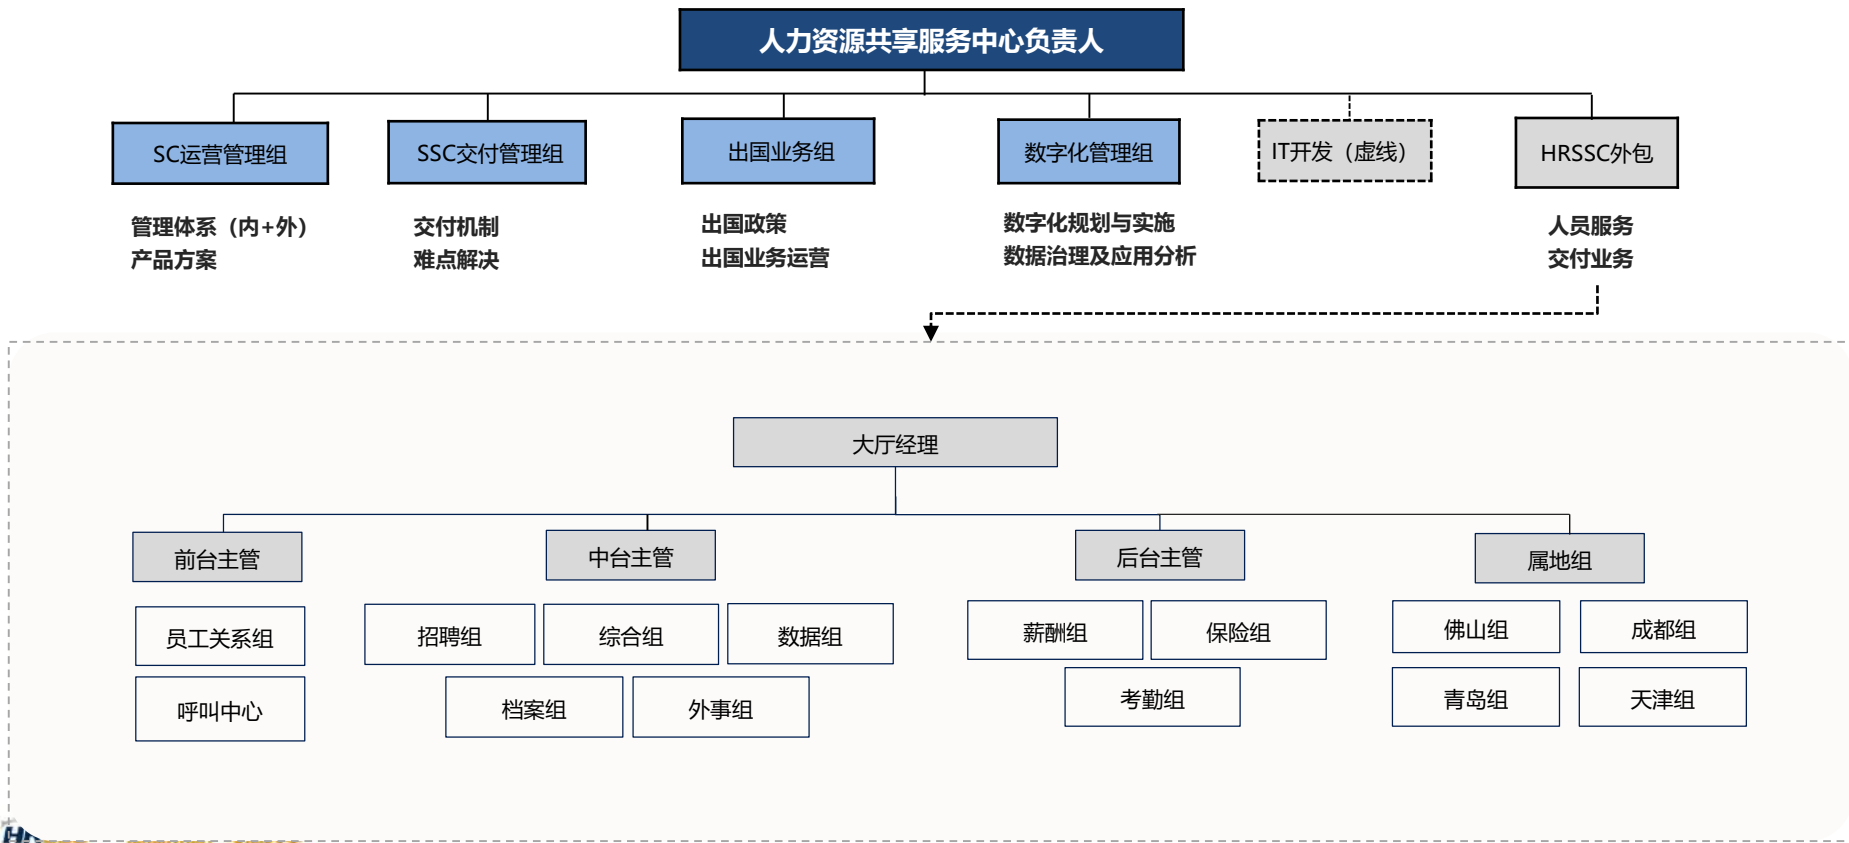 人力资源共享服务中心负责人
SC运营管理组
SSC交付管理组
出国业务组
数字化管理组
IT开发（虚线）
HRSSC外包
管理体系（内+外）
产品方案
交付机制
难点解决
出国政策
出国业务运营
数字化规划与实施
数据治理及应用分析
人员服务
交付业务
大厅经理
前台主管
中台主管
后台主管
属地组
员工关系组
呼叫中心
招聘组
综合组
数据组
档案组
外事组
薪酬组
保险组
考勤组
佛山组
成都组
青岛组
天津组